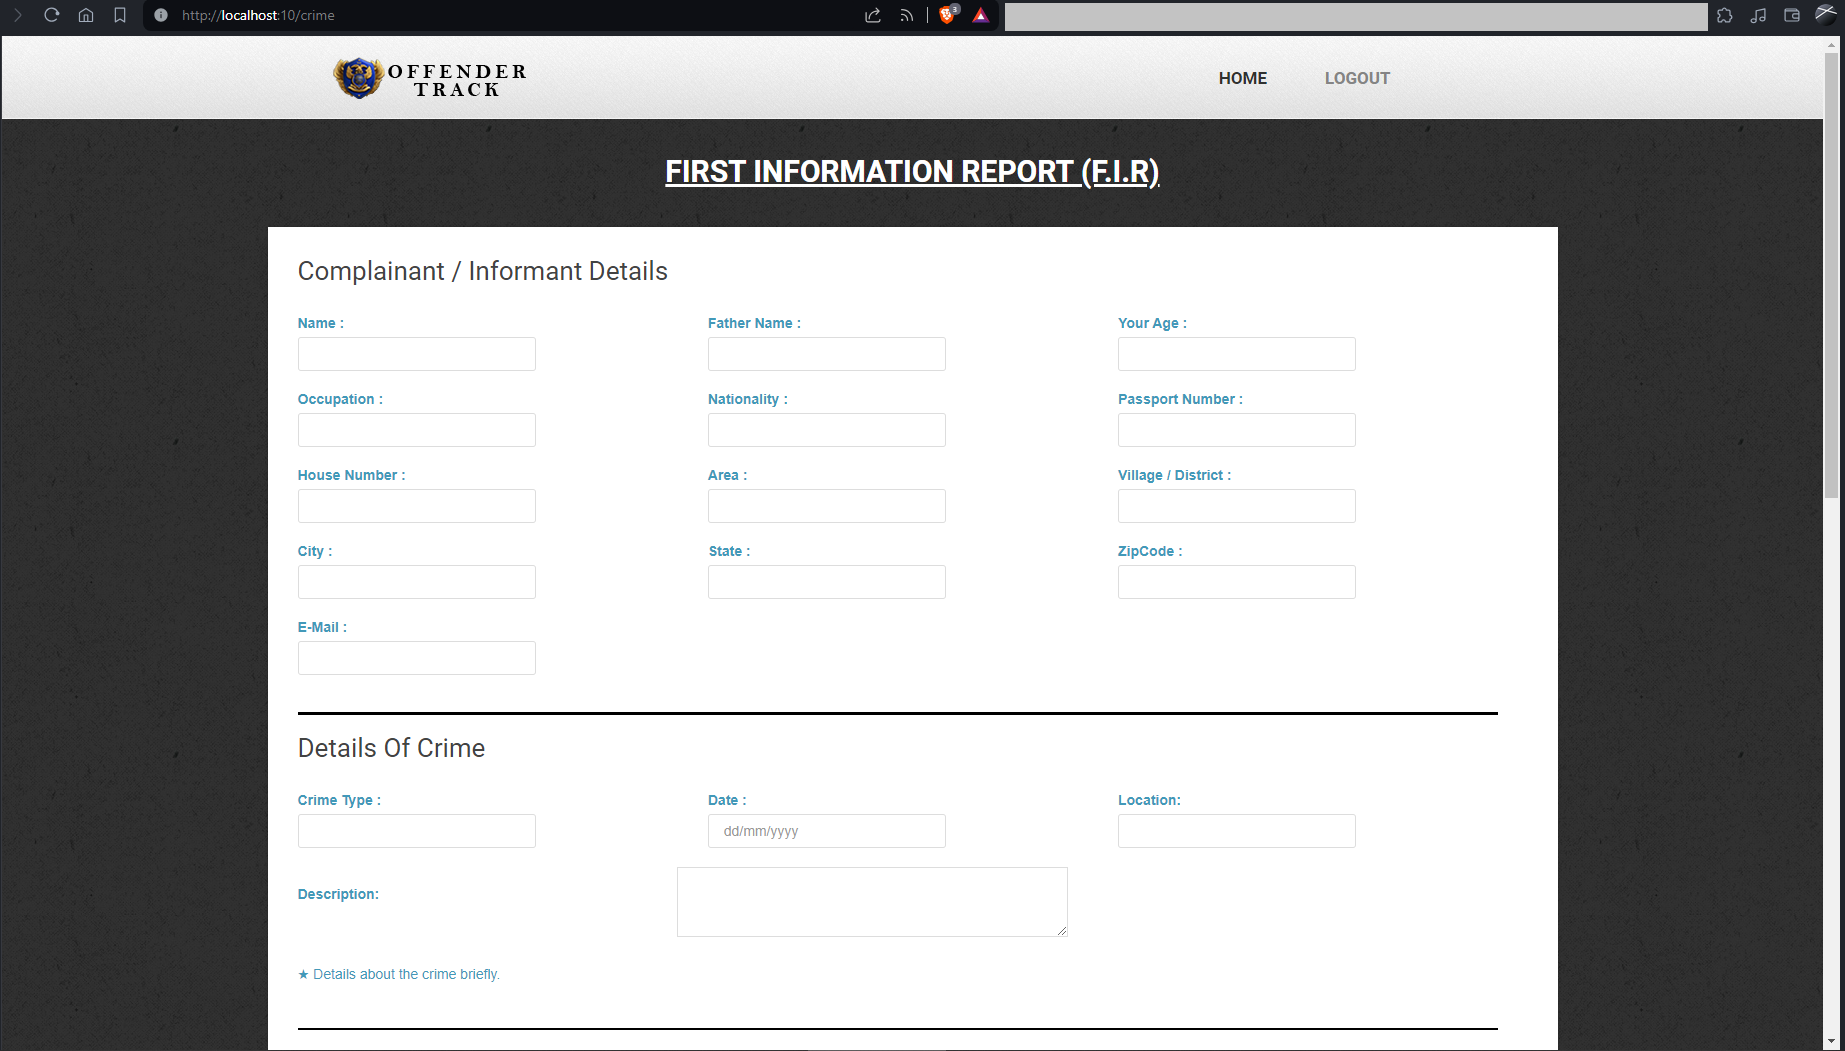 http://localhost:10/crime
3
OFFENDER
TRACK
HOME
LOGOUT
FIRST INFORMATION REPORT (F.I.R)
Complainant / Informant Details
Name :
Father Name :
Your Age :
Occupation :
Nationality :
Passport Number :
House Number :
Area :
Village / District :
City :
State :
ZipCode :
E-Mail :
Details Of Crime
Crime Type :
Date :
Location:
dd/mm/yyyy
Description:
★ Details about the crime briefly.